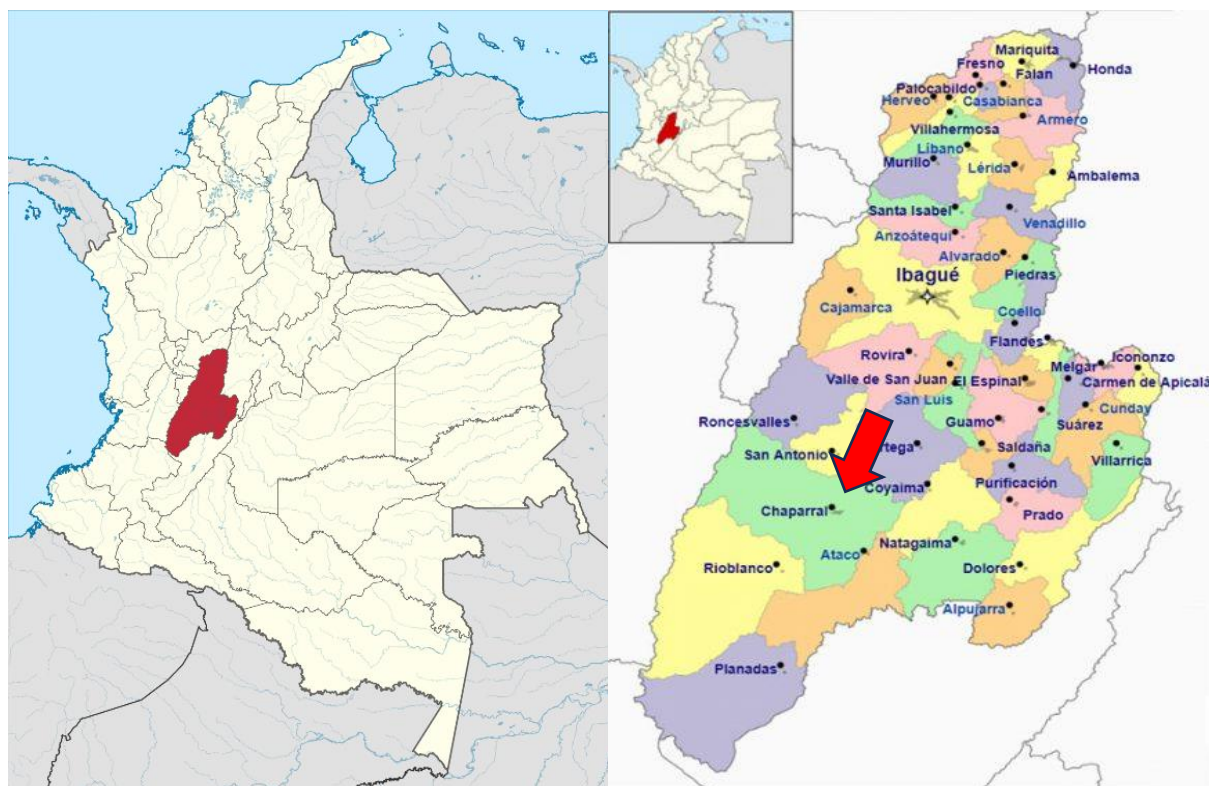 Mariquita
Fresno
Honda
Falan
Palocabildo
Herveo
Casabianca
Armero
Villahermosa
Líbano
Murillo
Lérida
Ambalema
Santa Isabel
Venadillo
Anzoátequi
Alvarado
Piedras
Ibagué
Cajamarca
Coello
Flandes
Rovira
Melgar
Icononzo
Valle de San Juan
El Espinal
Carmen de Apicalá
San Luis
Cunday
Roncesvalles
Guamo
Suárez
San Antonio
rtega
Saldaña
Villarrica
Coyaima
Purificación
Chaparral
Prado
Natagaima
Ataco
Rioblanco
Dolores
Alpujarra
Planadas